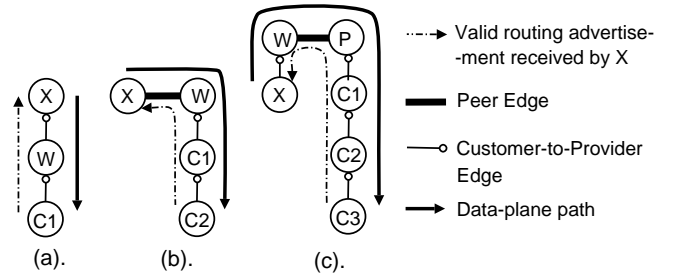 X
W
C1
(a).
X
W
C1
C2
(b).
W
P
X
C1
C2
C3
(c).
Valid routing advertise-
-ment received by X
Peer Edge
Customer-to-Provider
Edge
Data-plane path